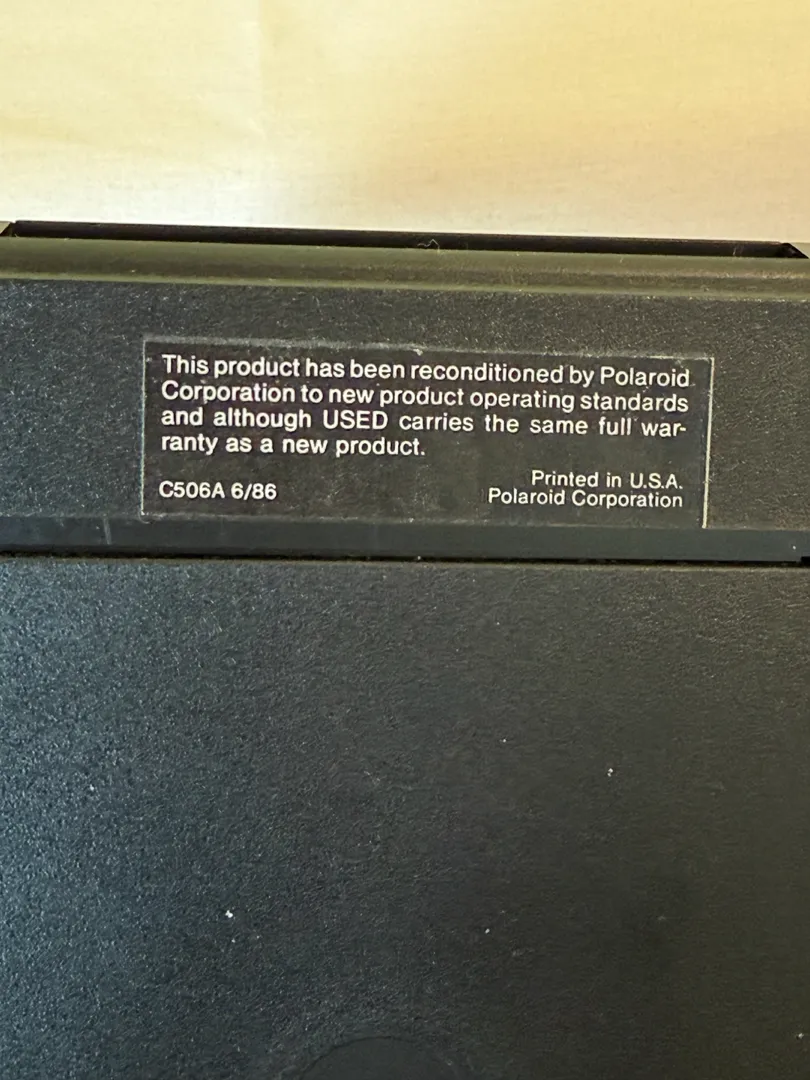 This product has been reconditioned by Polaroid
Corporation to new product operating standards
and although USED carries the same full war-
ranty as a new product.
C506A 6/86
Printed in U.S.A.
Polaroid Corporation